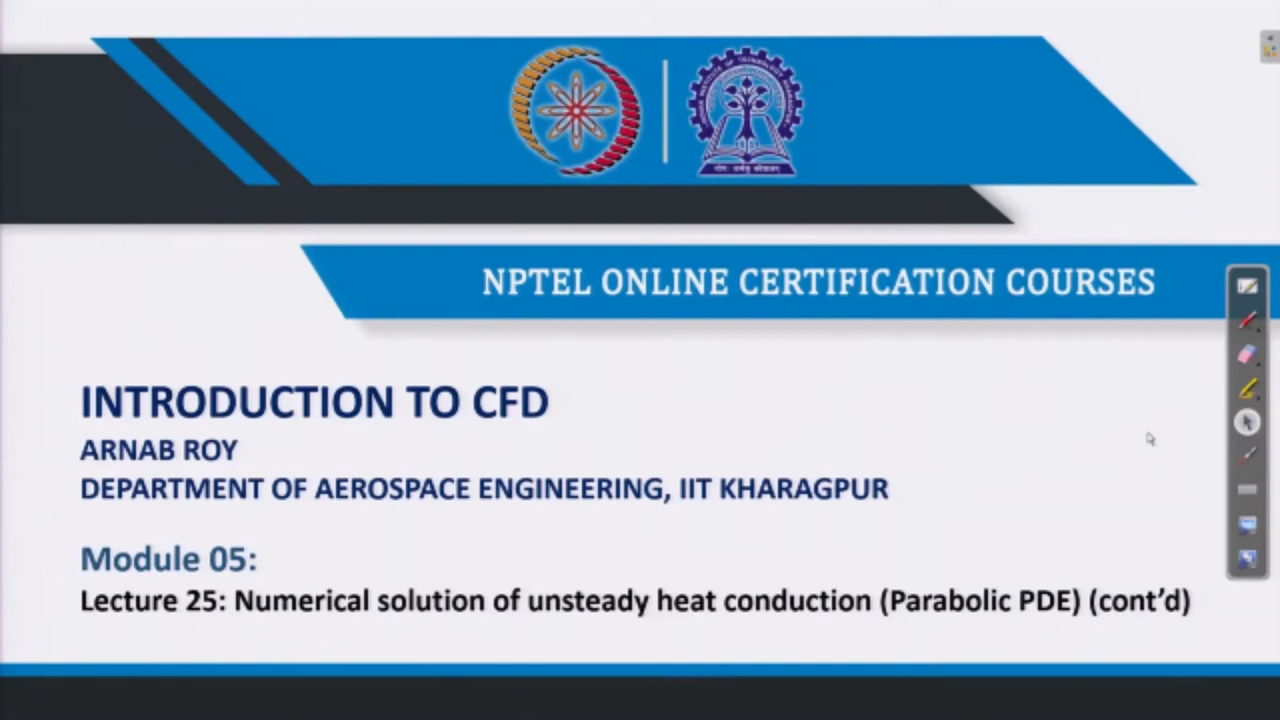 NPTEL ONLINE CERTIFICATION COURSES
INTRODUCTION TO CFD
ARNAB ROY
DEPARTMENT OF AEROSPACE ENGINEERING, IIT KHARAGPUR
Module 05:
Lecture 25: Numerical solution of unsteady heat conduction (Parabolic PDE) (cont’d)